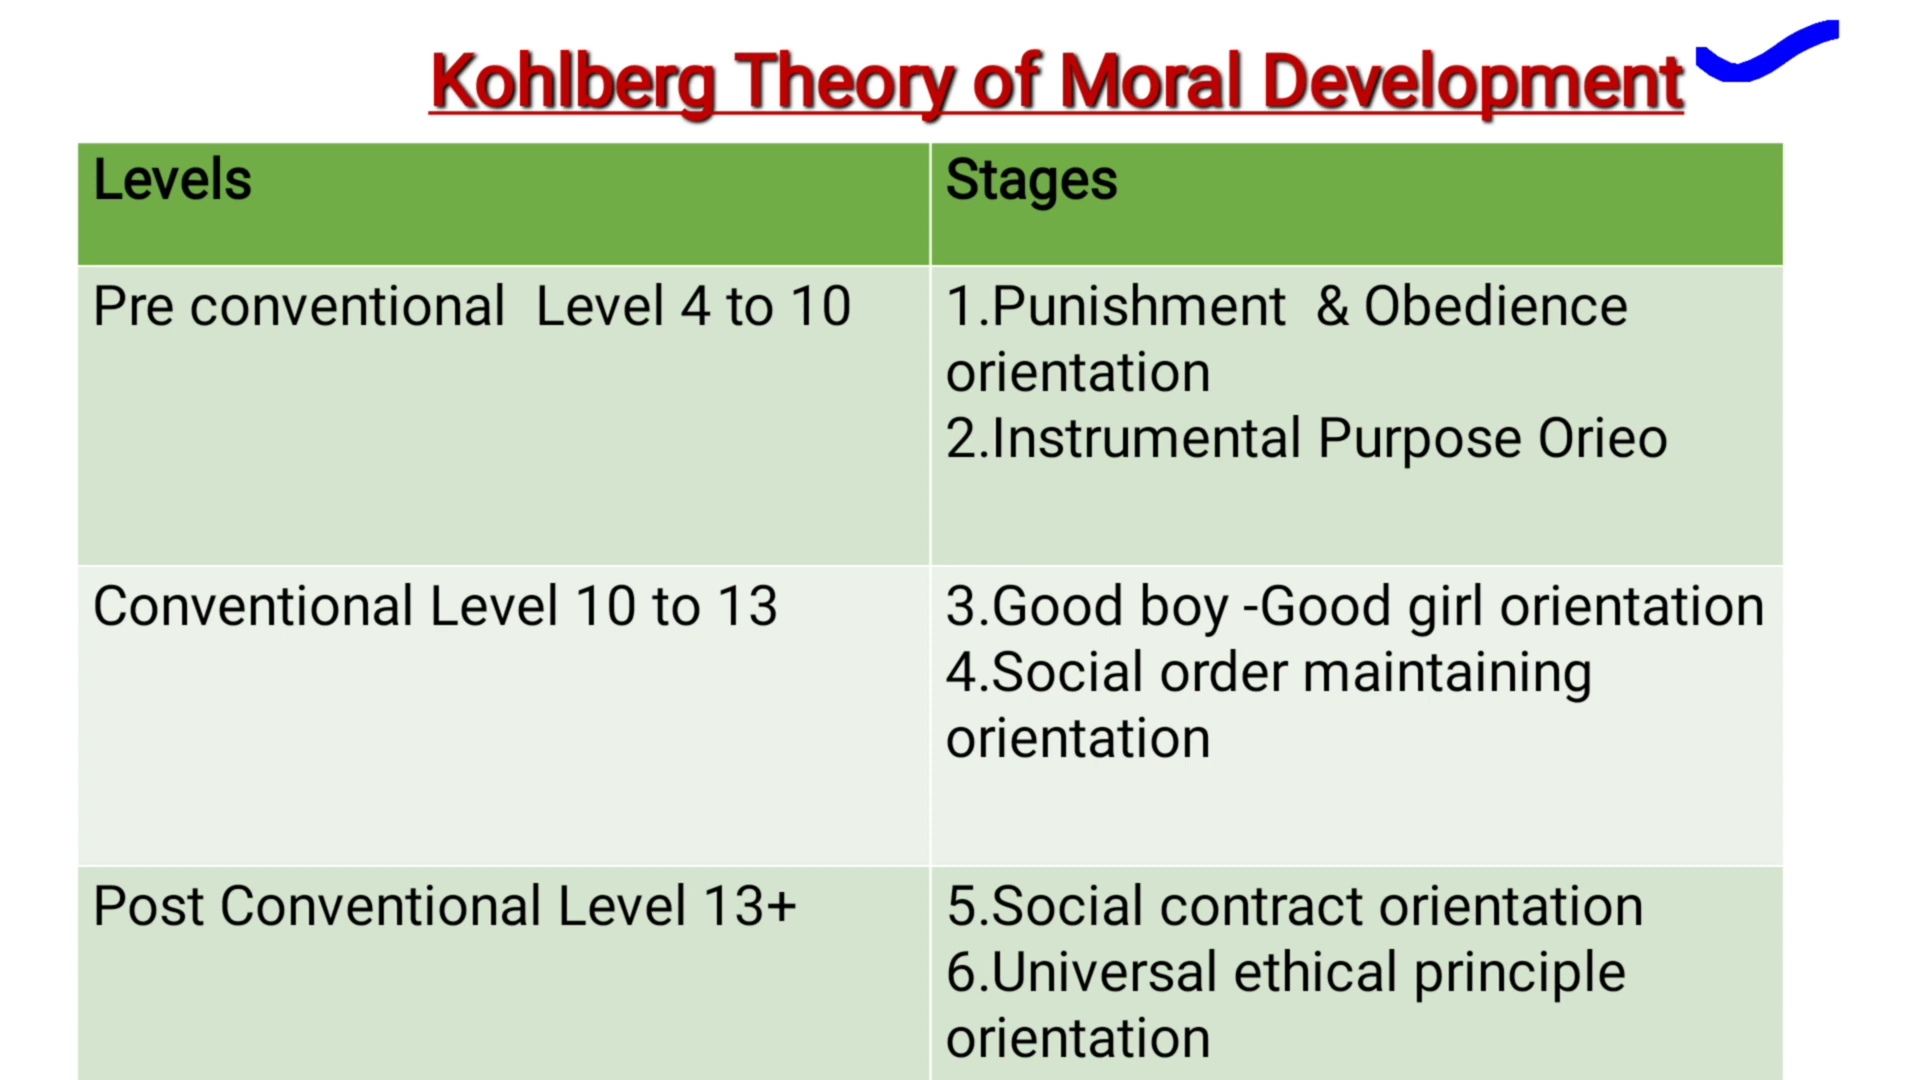 Kohlberg Theory of Moral Development
Levels
Stages
Pre conventional  Level 4 to 10
1.Punishment  & Obedience
orientation
2.Instrumental Purpose Orieo
Conventional Level 10 to 13
3.Good boy -Good girl orientation
4.Social order maintaining
orientation
Post Conventional Level 13+
5.Social contract orientation
6.Universal ethical principle
orientation